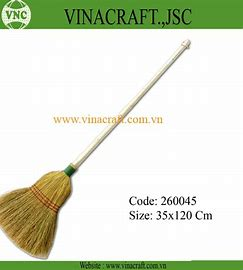 VNC
VINACRAFT.,JSC
www.vinacraft.com.vn
Code: 260045
Size: 35x120 Cm
Website : www.vinacraft.com.vn